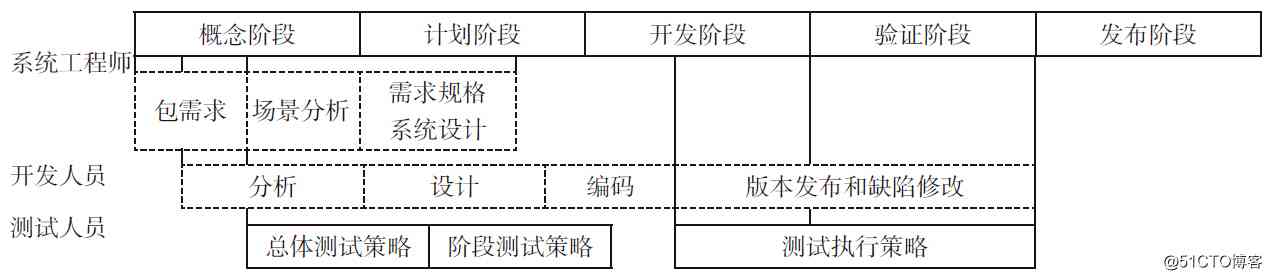 概念阶段 计划阶段 开发阶段 验证阶段 发布阶段
系统工程师
包需求 场景分析 需求规格
系统设计
开发人员
分析 设计 编码 版本发布和缺陷修改
测试人员
总体测试策略 阶段测试策略 测试执行策略
@51CTO博客